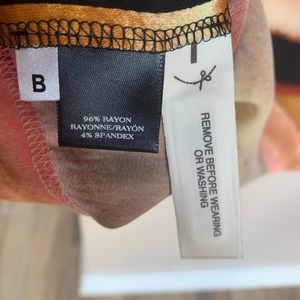 B
96% RAYON
RAYONNE/RAYÓN
4% SPANDEX
REMOVE BEFORE WEARING
OR WASHING